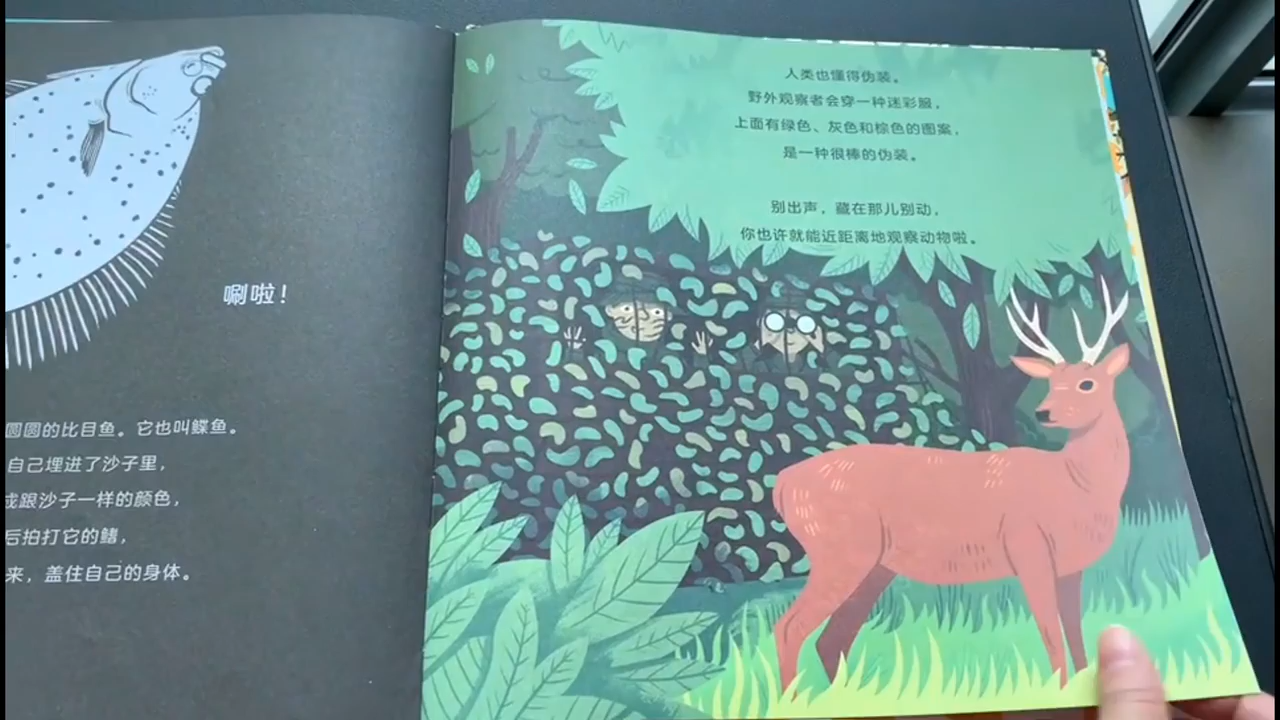 唰啦！
圆圆的比目鱼。它也叫鲽鱼。
自己埋进了沙子里，
成跟沙子一样的颜色，
后拍打它的鳍，
来，盖住自己的身体。
人类也懂得伪装。
野外观察者会穿一种迷彩服，
上面有绿色、灰色和棕色的图案，
是一种很棒的伪装。
别出声，藏在那儿别动，
你也许就能近距离地观察动物啦。